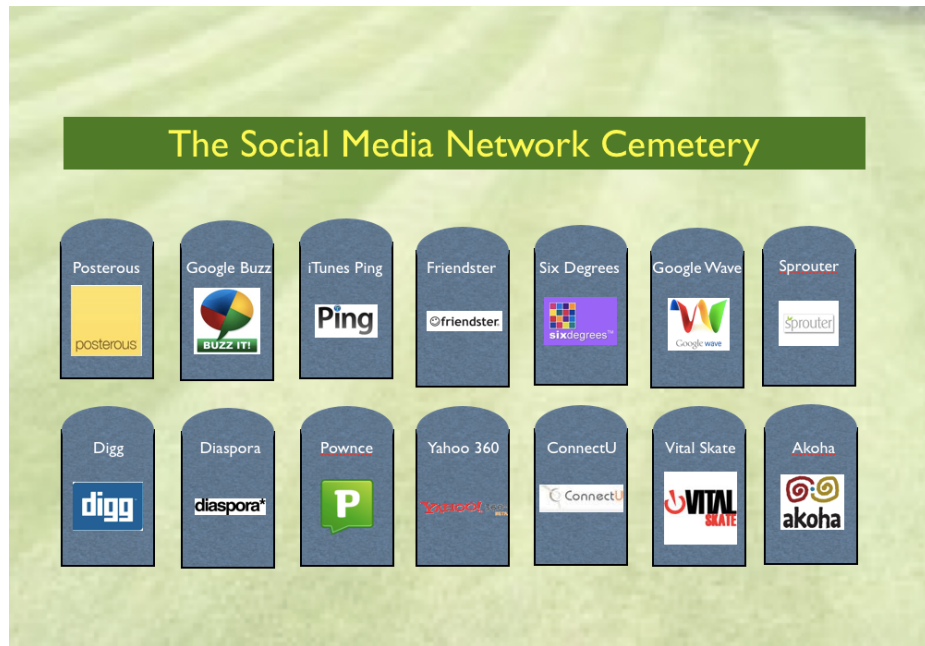 The Social Media Network Cemetery
Posterous
Google Buzz
iTunes Ping
Friendster
Six Degrees
Google Wave
Sprouter
posterous
BUZZ IT!
Ping
friendster.
sixdegrees™
Google wave
sprouter
Digg
Diaspora
Pownce
Yahoo 360
ConnectU
Vital Skate
Akoha
digg
diaspora*
P
YAHOO!
ConnectU
VITAL
SKATE
akoha